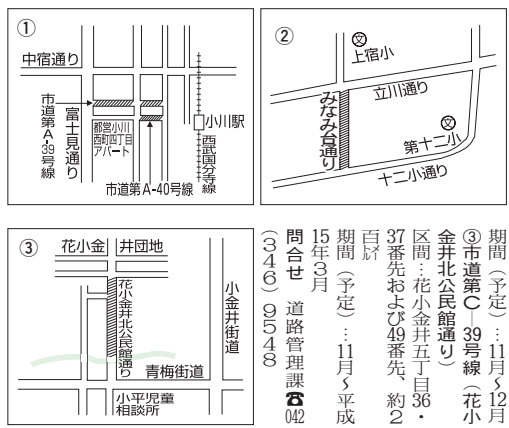 ①
中宿通り
市道第A-39号線
富士見通り
都営小川
西町四丁目
アパート
小川駅
西武国分寺線
市道第A-40号線
②
上宿小
立川通り
みなみ台通り
第十二小
十二小通り
③
花小金井団地
花小金井北公民館通り
小金井街道
青梅街道
小平児童
相談所
期間（予定）…11月〜12月
③市道第C―39号線（花小
金井北公民館通り）
区間…花小金井五丁目36・
37番先および49番先、約2
百㍍
期間（予定）…11月〜平成
15年3月
問合せ　道路管理課☎042
（346）9548